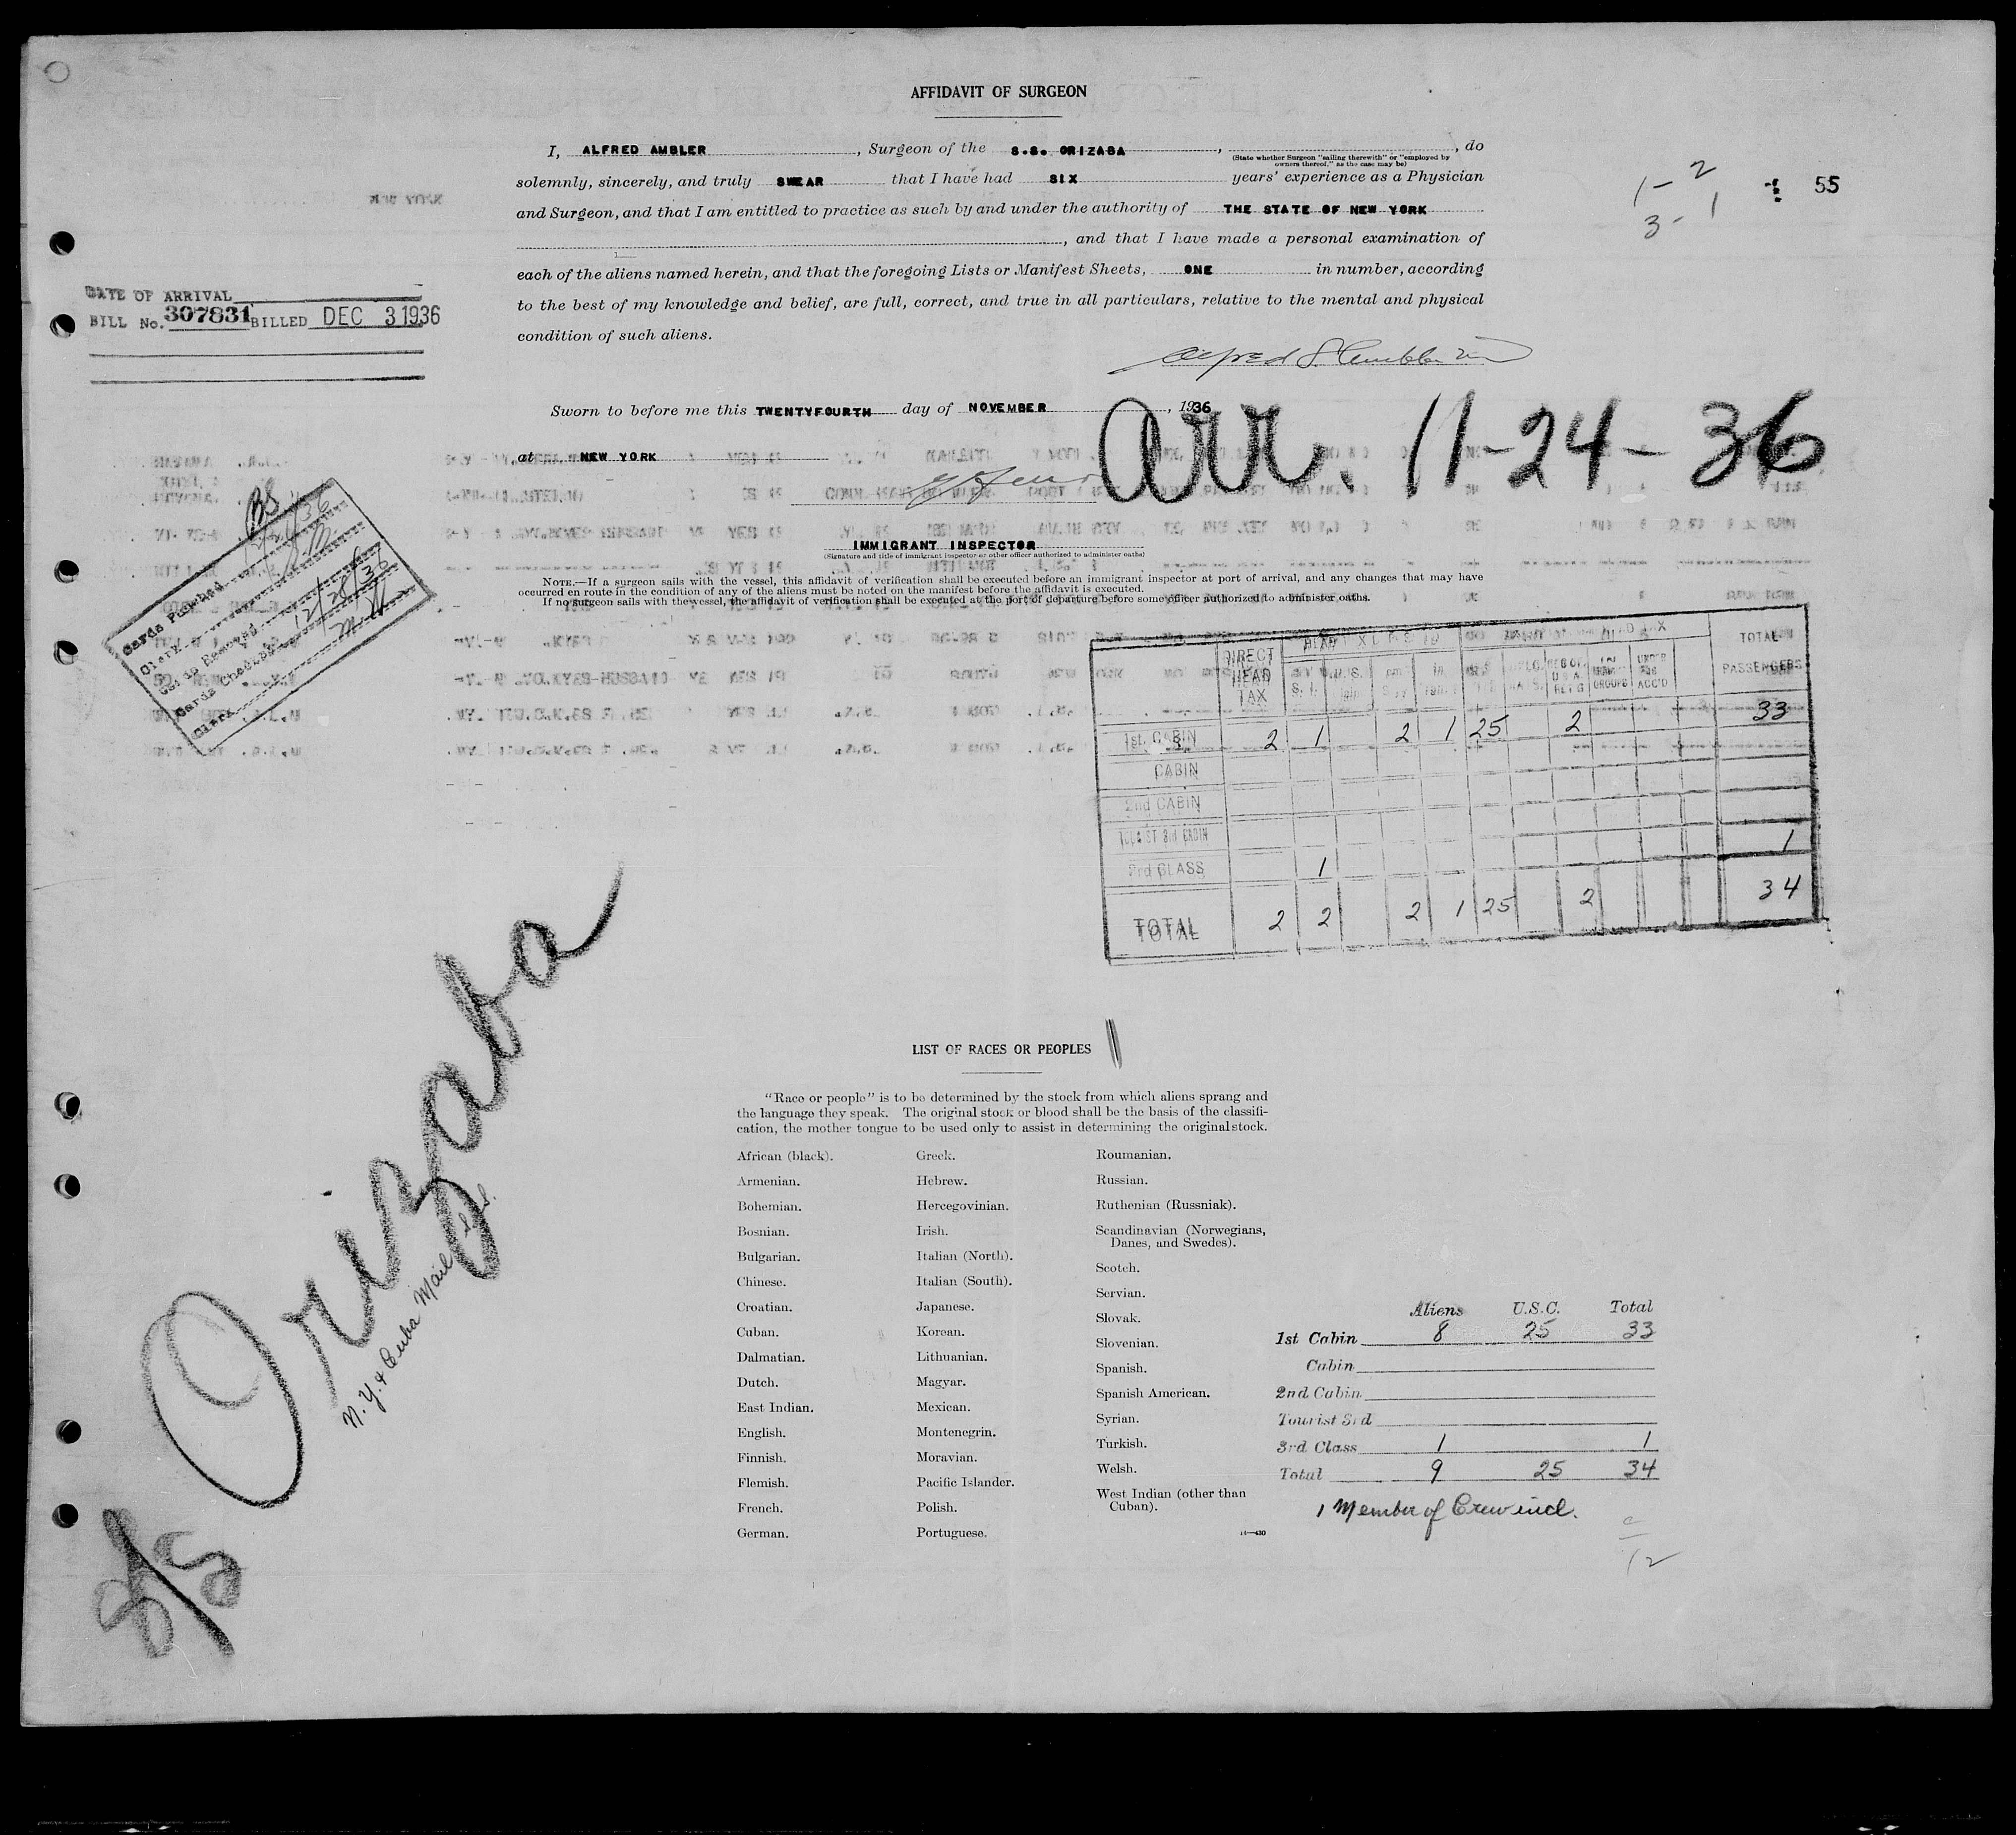 AFFIDAVIT OF SURGEON
I, ALFRED AMBLER, Surgeon of the S.S. ORIZABA, , do
(State whether Surgeon "sailing therewith" or "employed by
owners thereof," as the case may be)
solemnly, sincerely, and truly SWEAR that I have had SIX years' experience as a Physician
and Surgeon, and that I am entitled to practice as such by and under the authority of THE STATE OF NEW YORK
, and that I have made a personal examination of
each of the aliens named herein, and that the foregoing Lists or Manifest Sheets, ONE in number, according
to the best of my knowledge and belief, are full, correct, and true in all particulars, relative to the mental and physical
condition of such aliens.
1-2
3-1
55
DATE OF ARRIVAL
BILL No. 307831 BILLED DEC 3 1936
Sworn to before me this TWENTYFOURTH day of NOVEMBER, 1936
at NEW YORK
Arr. 11-24-36
IMMIGRANT INSPECTOR
(Signature and title of immigrant inspector or other officer authorized to administer oaths)
NOTE.—If a surgeon sails with the vessel, this affidavit of verification shall be executed before an immigrant inspector at port of arrival, and any changes that may have
occurred en route in the condition of any of the aliens must be noted on the manifest before the affidavit is executed.
If no surgeon sails with the vessel, the affidavit of verification shall be executed at the port of departure before some officer authorized to administer oaths.
Cards Punched
Clerk
Cards Checked 12/28/36
Clerk
DIRECT HEAD TAX
TOTAL PASSENGERS
1st. CABIN 2 1 2 1 25 2 33
CABIN
2nd CABIN
TOURIST 3rd CABIN
3rd CLASS 1 1
TOTAL 2 2 2 1 25 2 34
Orizaba
N.Y. & Cuba Mail S.S.
S/S
LIST OF RACES OR PEOPLES
"Race or people" is to be determined by the stock from which aliens sprang and
the language they speak. The original stock or blood shall be the basis of the classifi-
cation, the mother tongue to be used only to assist in determining the original stock.
African (black).
Armenian.
Bohemian.
Bosnian.
Bulgarian.
Chinese.
Croatian.
Cuban.
Dalmatian.
Dutch.
East Indian.
English.
Finnish.
Flemish.
French.
German.
Greek.
Hebrew.
Hercegovinian.
Irish.
Italian (North).
Italian (South).
Japanese.
Korean.
Lithuanian.
Magyar.
Mexican.
Montenegrin.
Moravian.
Pacific Islander.
Polish.
Portuguese.
Roumanian.
Russian.
Ruthenian (Russniak).
Scandinavian (Norwegians,
Danes, and Swedes).
Scotch.
Servian.
Slovak.
Slovenian.
Spanish.
Spanish American.
Syrian.
Turkish.
Welsh.
West Indian (other than
Cuban).
Aliens U.S.C. Total
1st Cabin 8 25 33
Cabin
2nd Cabin
Tourist 3rd
3rd Class 1 1
Total 9 25 34
1 Member of Crew incl.